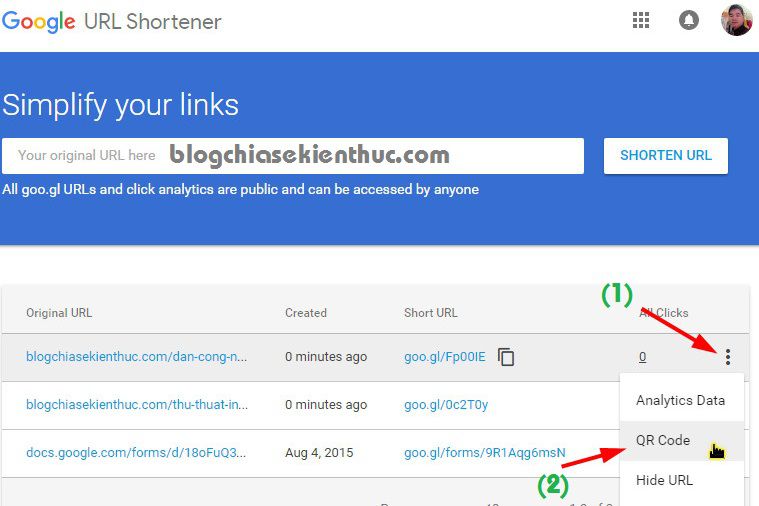 Google URL Shortener
Simplify your links
Your original URL here blogchiasekienthuc.com SHORTEN URL
All goo.gl URLs and click analytics are public and can be accessed by anyone
(1)
Original URL Created Short URL All Clicks
blogchiasekienthuc.com/dan-cong-n... 0 minutes ago goo.gl/Fp00IE 0
blogchiasekienthuc.com/thu-thuat-in... 0 minutes ago goo.gl/0c2T0y
Analytics Data
QR Code
docs.google.com/forms/d/18oFuQ3... Aug 4, 2015 goo.gl/forms/9R1Aqg6msN
(2)
Hide URL